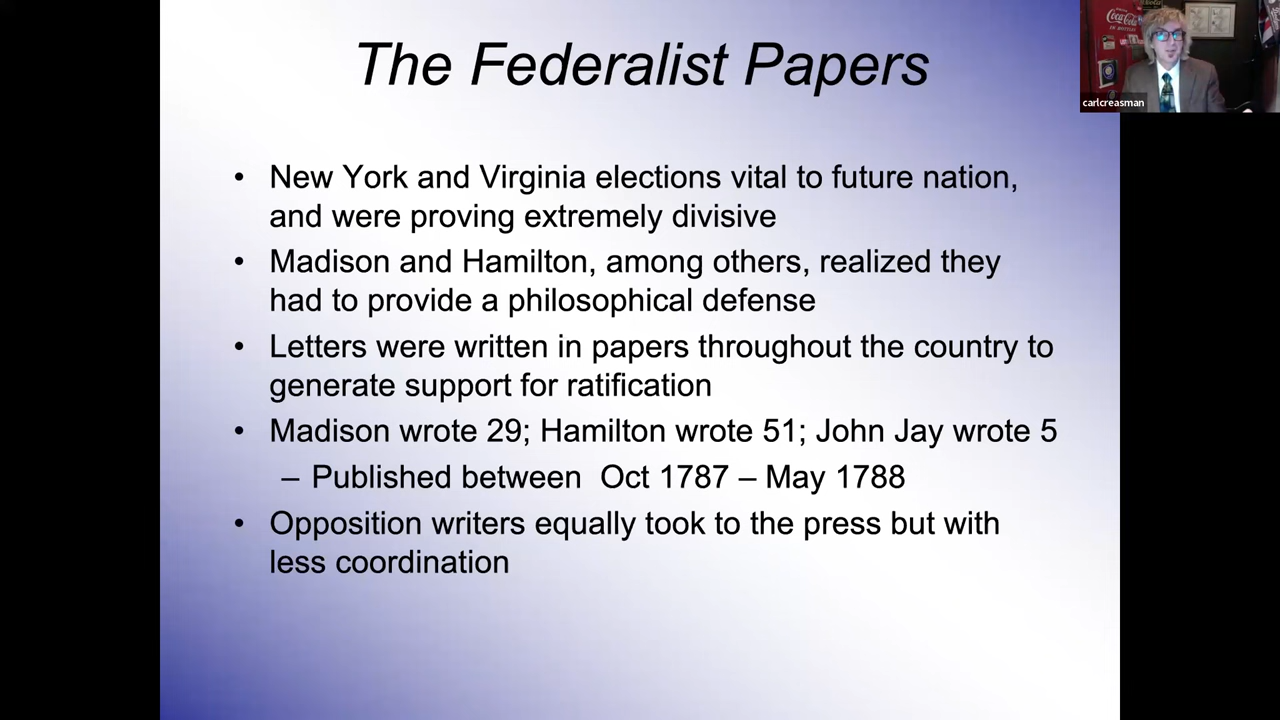 The Federalist Papers
Coca-Cola
carlcreasman
• New York and Virginia elections vital to future nation,
and were proving extremely divisive
• Madison and Hamilton, among others, realized they
had to provide a philosophical defense
• Letters were written in papers throughout the country to
generate support for ratification
• Madison wrote 29; Hamilton wrote 51; John Jay wrote 5
– Published between Oct 1787 – May 1788
• Opposition writers equally took to the press but with
less coordination